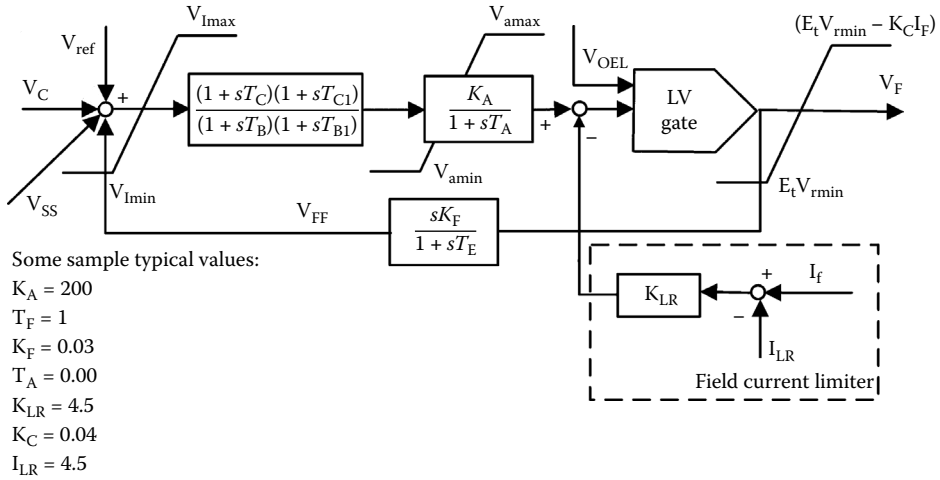 V_Imax
V_amax
(E_tV_rmin − K_CI_F)
V_ref
V_OEL
V_C
+
(1 + sT_C)(1 + sT_C1)
(1 + sT_B)(1 + sT_B1)
K_A
1 + sT_A
+
−
LV
gate
V_F
V_SS
V_Imin
V_amin
E_tV_rmin
V_FF
sK_F
1 + sT_E
Some sample typical values:
K_A = 200
T_F = 1
K_F = 0.03
T_A = 0.00
K_LR = 4.5
K_C = 0.04
I_LR = 4.5
K_LR
+
I_f
−
I_LR
Field current limiter